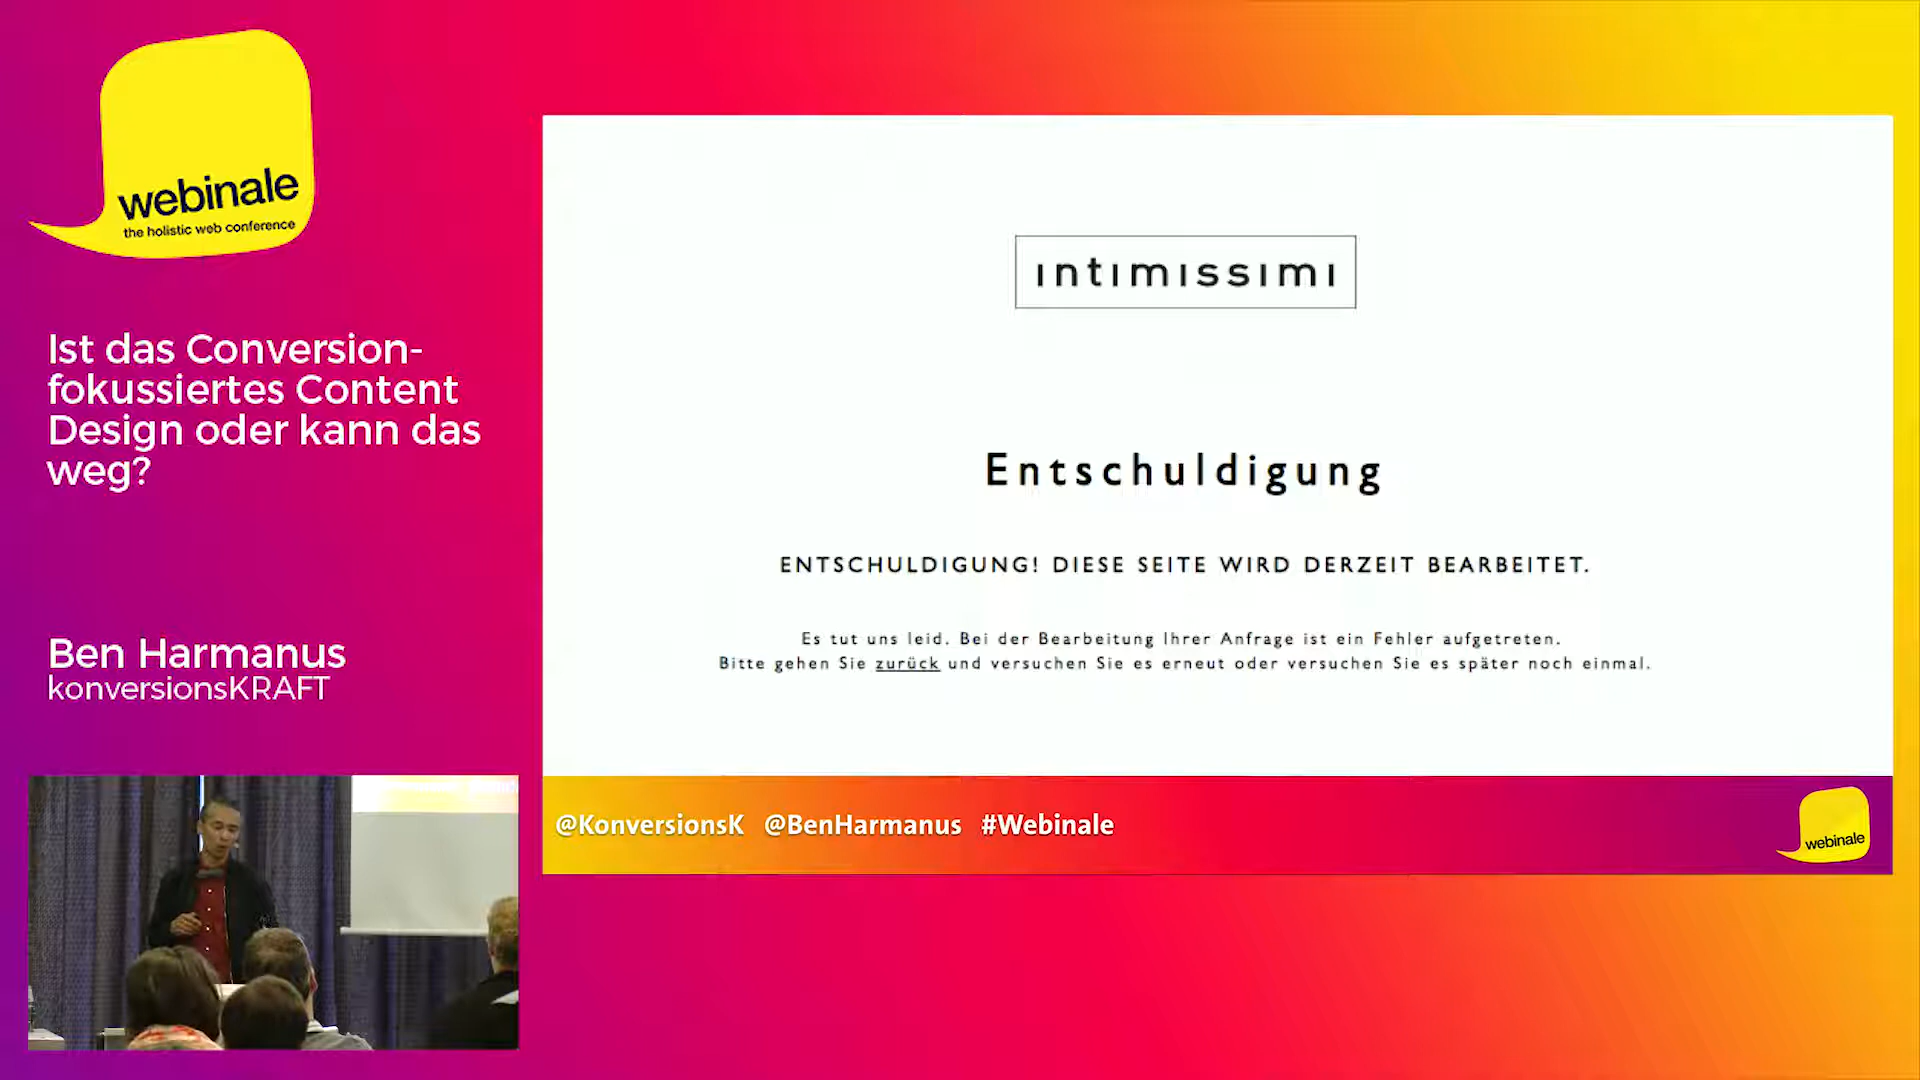 webinale
the holistic web conference
Ist das Conversion-
fokussiertes Content
Design oder kann das
weg?
Ben Harmanus
konversionsKRAFT
intimissimi
Entschuldigung
ENTSCHULDIGUNG! DIESE SEITE WIRD DERZEIT BEARBEITET.
Es tut uns leid. Bei der Bearbeitung Ihrer Anfrage ist ein Fehler aufgetreten.
Bitte gehen Sie zurück und versuchen Sie es erneut oder versuchen Sie es später noch einmal.
@KonversionsK @BenHarmanus #Webinale
webinale